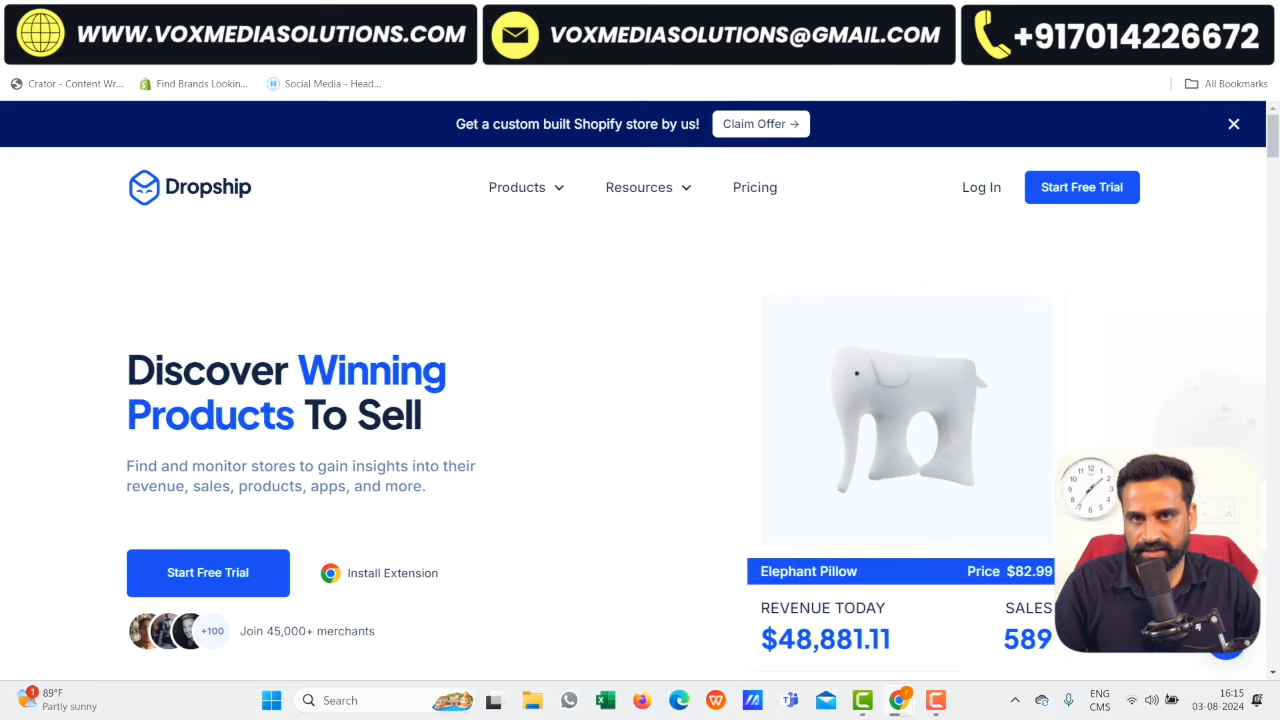 WWW.VOXMEDIASOLUTIONS.COM VOXMEDIASOLUTIONS@GMAIL.COM +917014226672
Crator - Content Wr... Find Brands Lookin... Social Media - Head... All Bookmarks
Get a custom built Shopify store by us! Claim Offer →
Dropship Products Resources Pricing Log In Start Free Trial
Discover Winning
Products To Sell
Find and monitor stores to gain insights into their
revenue, sales, products, apps, and more.
Start Free Trial Install Extension
+100 Join 45,000+ merchants
Elephant Pillow Price $82.99
REVENUE TODAY SALES
$48,881.11 589
1 89°F
Partly sunny
Search
ENG
CMS
16:15
03-08-2024